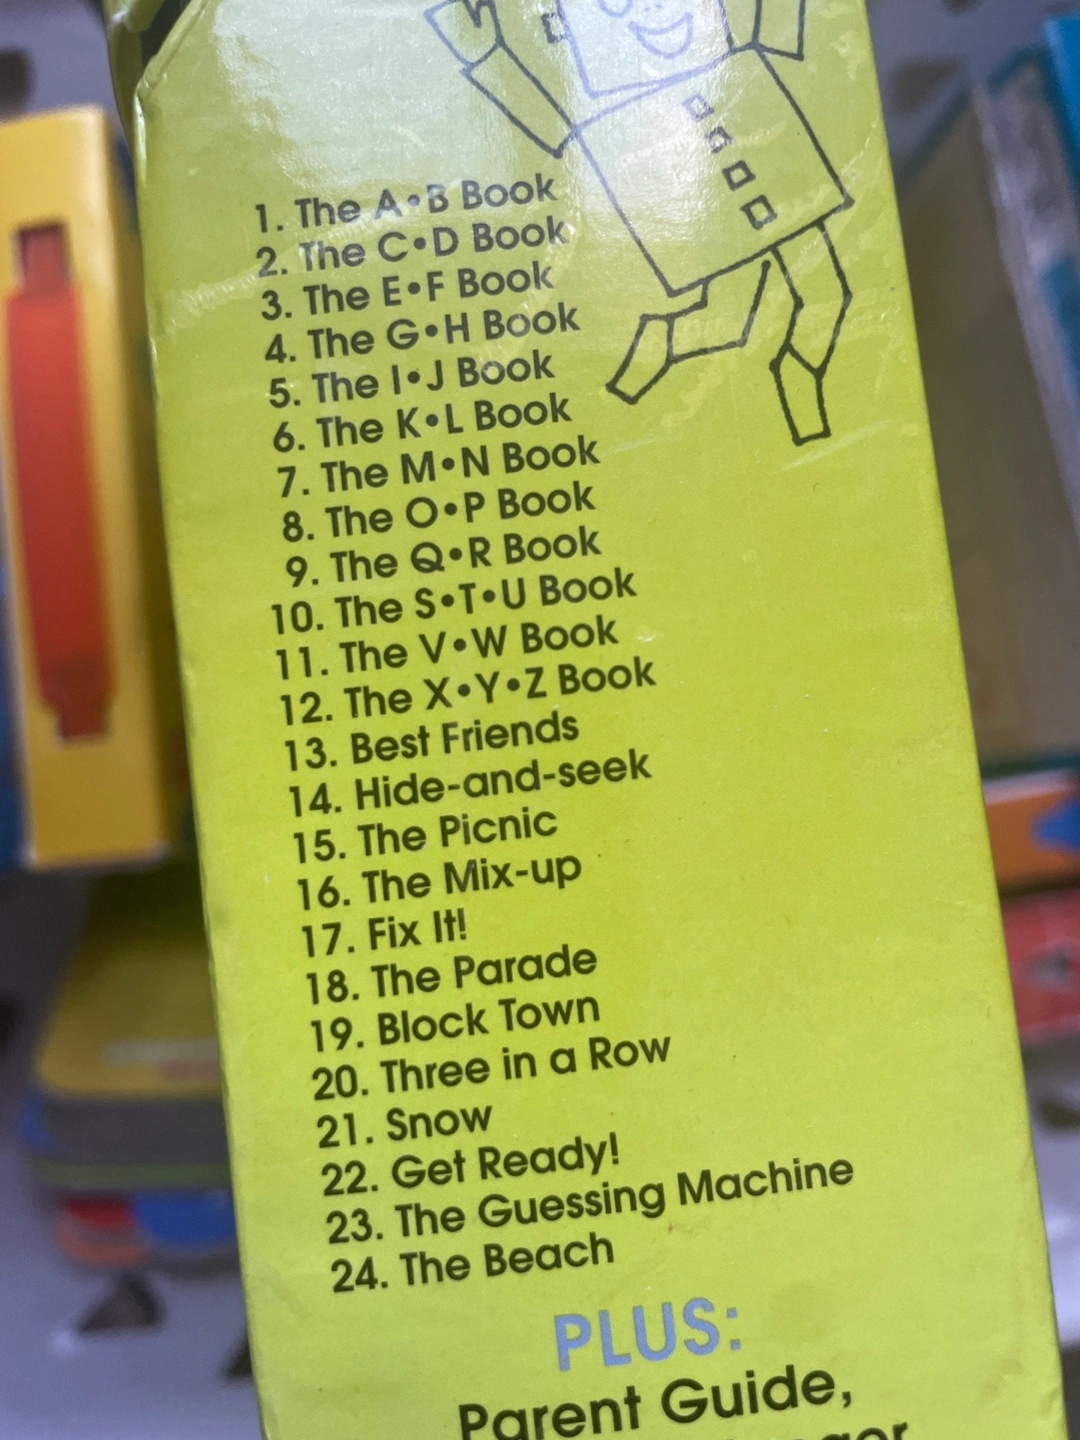 1. The A•B Book
2. The C•D Book
3. The E•F Book
4. The G•H Book
5. The I•J Book
6. The K•L Book
7. The M•N Book
8. The O•P Book
9. The Q•R Book
10. The S•T•U Book
11. The V•W Book
12. The X•Y•Z Book
13. Best Friends
14. Hide-and-seek
15. The Picnic
16. The Mix-up
17. Fix It!
18. The Parade
19. Block Town
20. Three in a Row
21. Snow
22. Get Ready!
23. The Guessing Machine
24. The Beach
PLUS:
Parent Guide,